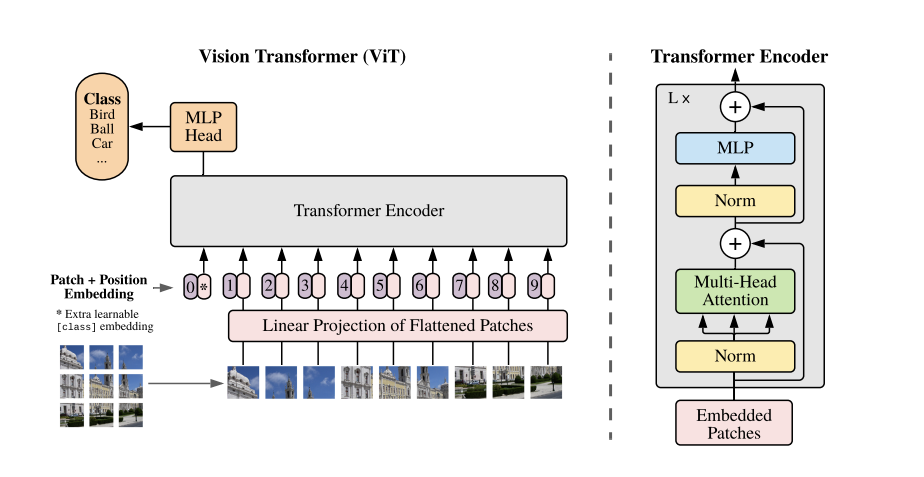 Vision Transformer (ViT)
Class
Bird
Ball
Car
...
MLP
Head
Transformer Encoder
Patch + Position
Embedding
0 * 1 2 3 4 5 6 7 8 9
* Extra learnable
[class] embedding
Linear Projection of Flattened Patches
Transformer Encoder
L x
+
MLP
Norm
+
Multi-Head
Attention
Norm
Embedded
Patches